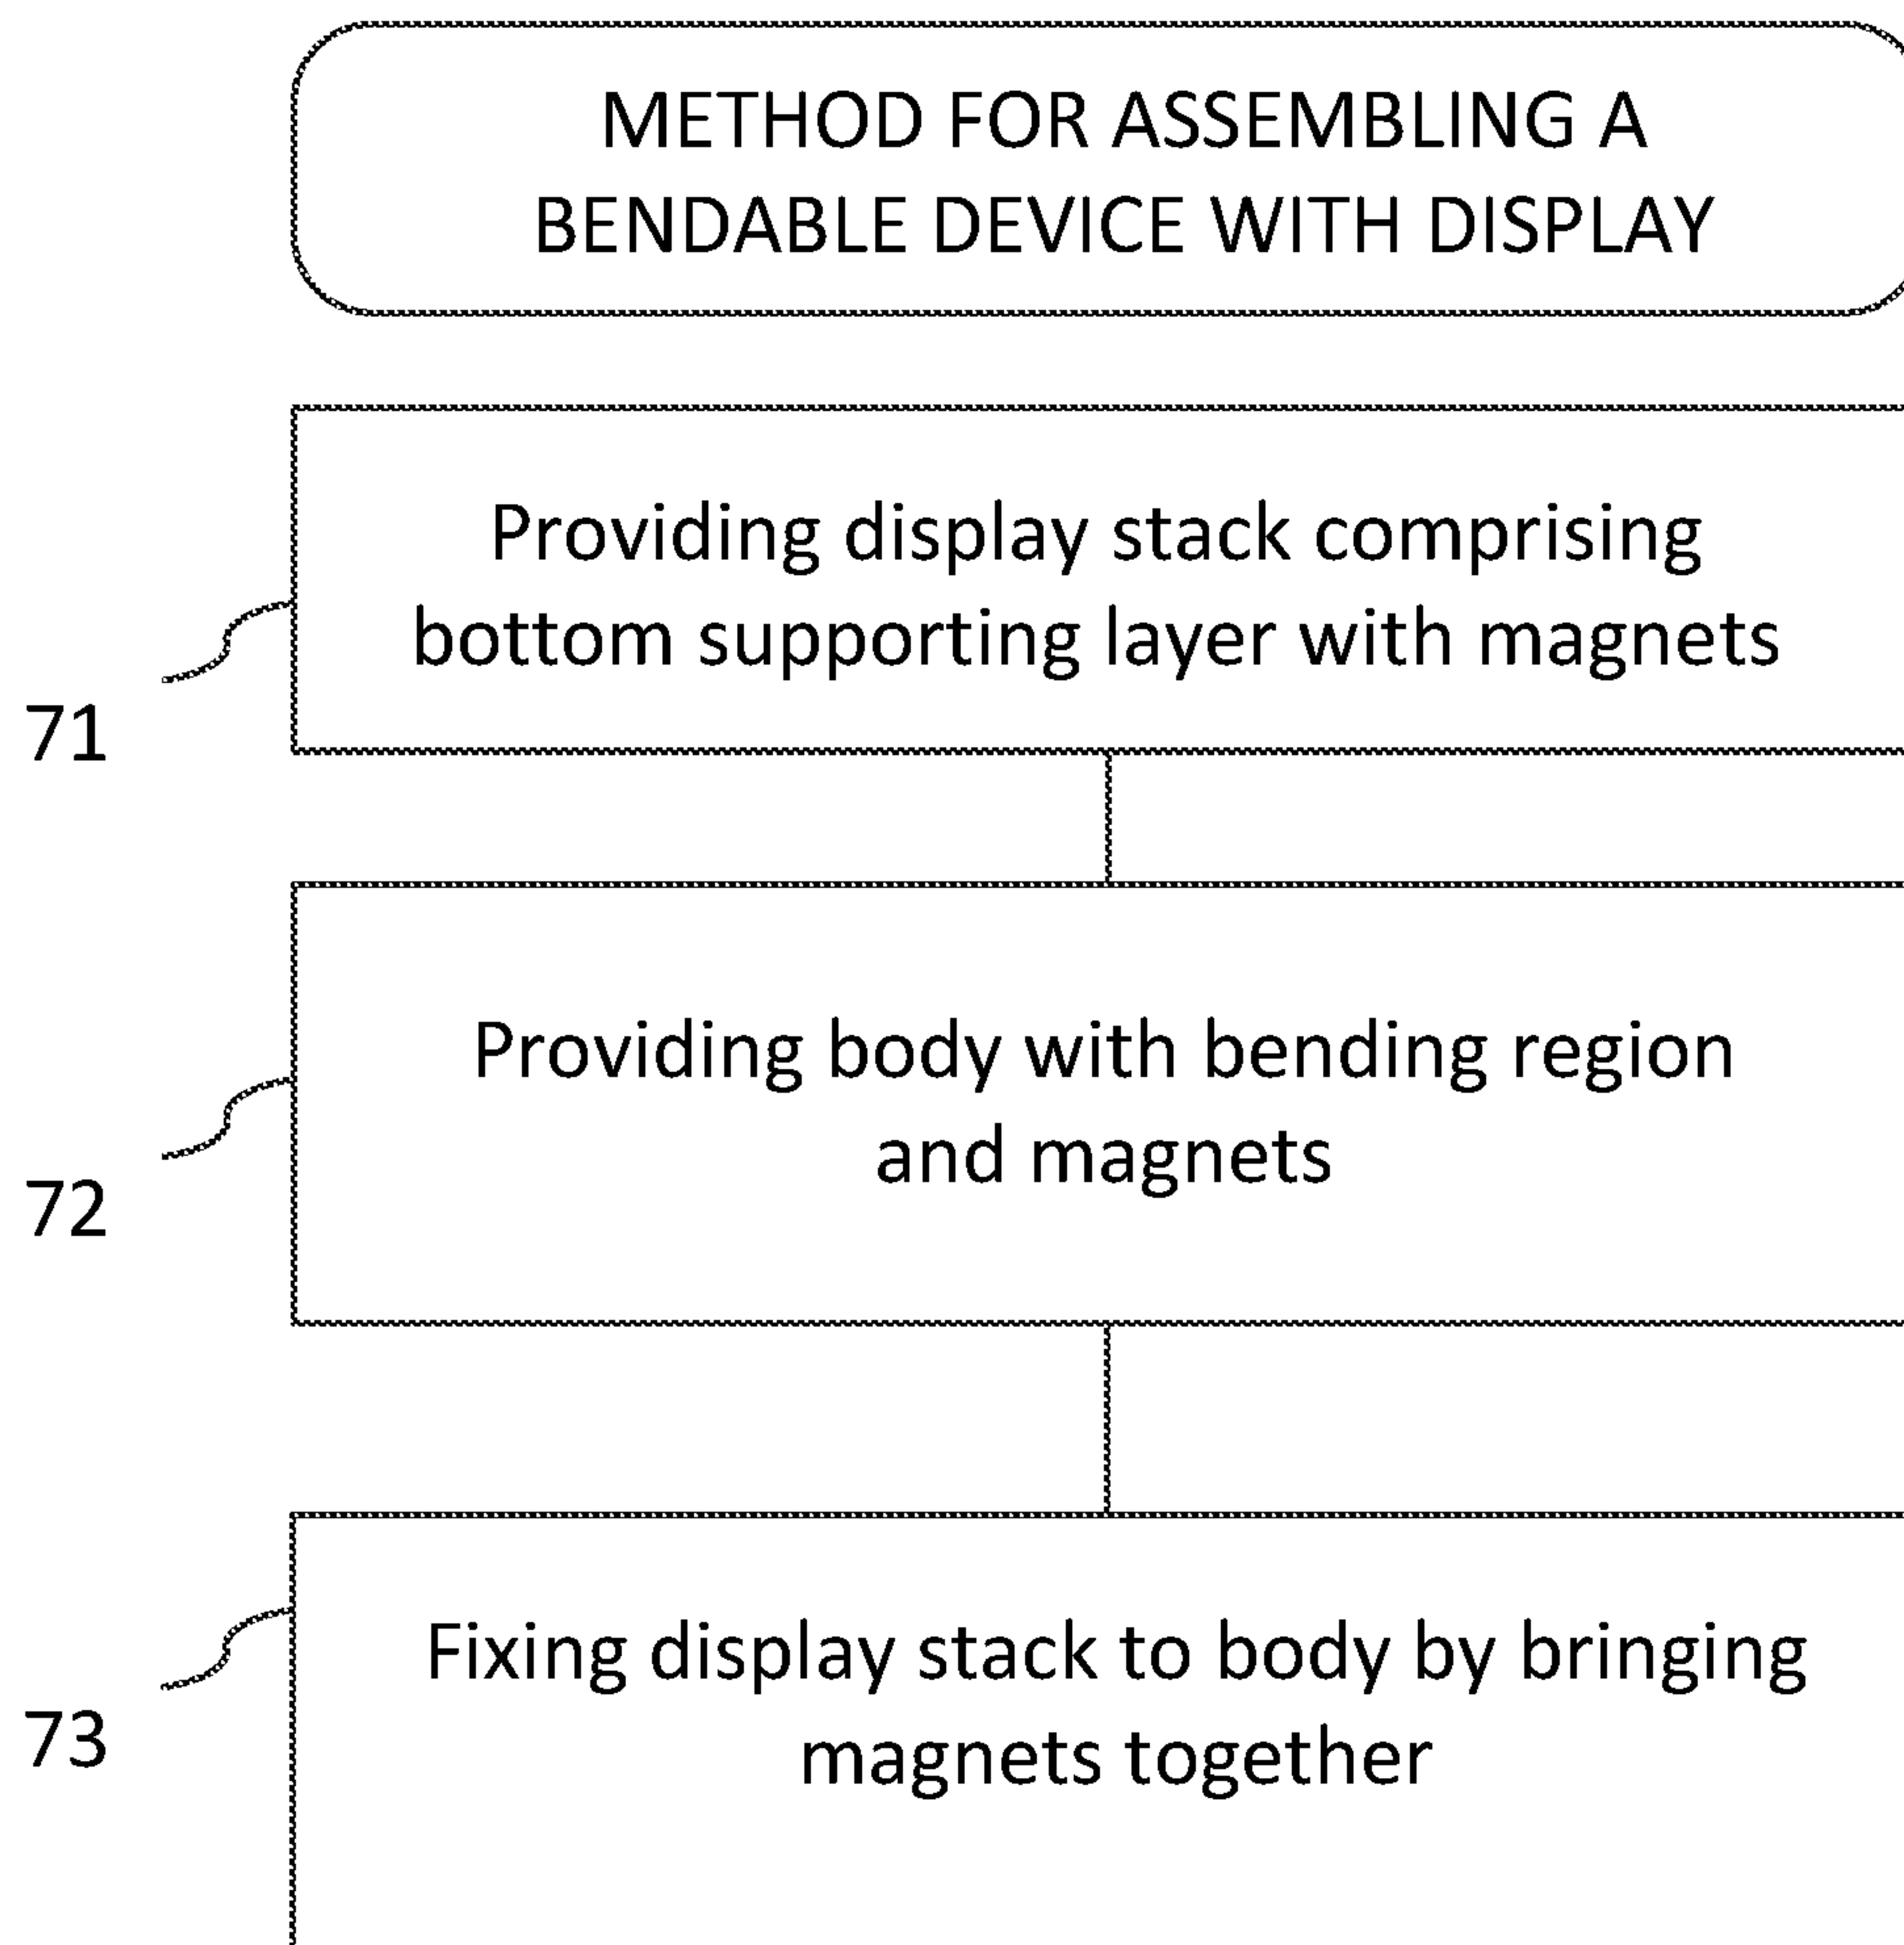 METHOD FOR ASSEMBLING A
BENDABLE DEVICE WITH DISPLAY
Providing display stack comprising
bottom supporting layer with magnets
71
Providing body with bending region
and magnets
72
Fixing display stack to body by bringing
magnets together
73